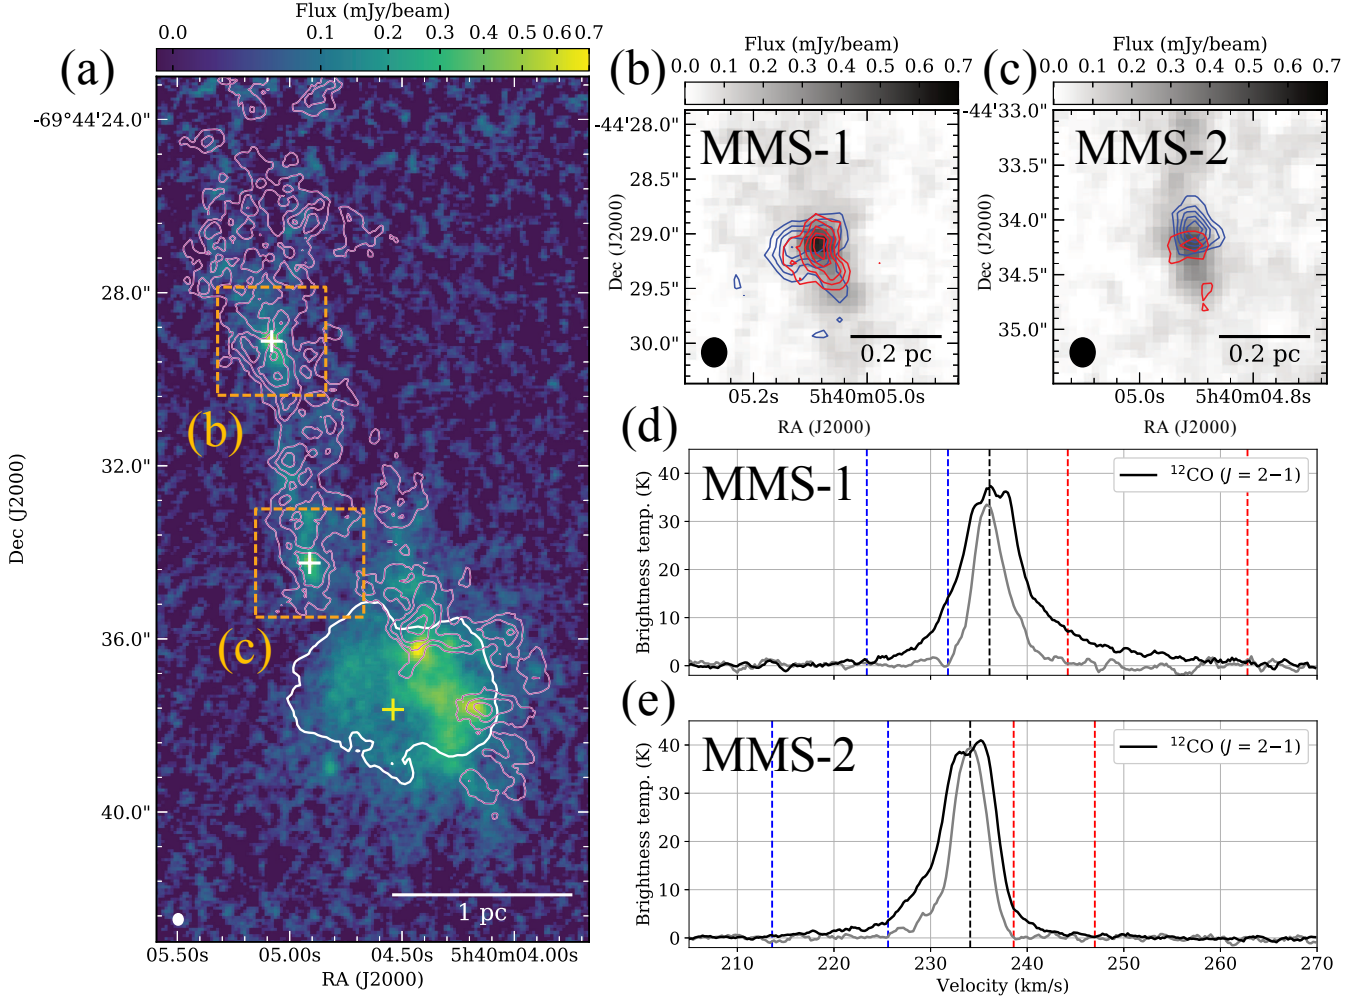 Flux (mJy/beam)
0.0 0.1 0.2 0.3 0.4 0.5 0.6 0.7
(a)
-69°44'24.0"
28.0"
32.0"
36.0"
40.0"
Dec (J2000)
(b)
(c)
1 pc
05.50s 05.00s 04.50s 5h40m04.00s
RA (J2000)
(b)
Flux (mJy/beam)
0.0 0.1 0.2 0.3 0.4 0.5 0.6 0.7
MMS-1
-44'28.0"
28.5"
29.0"
29.5"
30.0"
Dec (J2000)
0.2 pc
05.2s 5h40m05.0s
RA (J2000)
(c)
Flux (mJy/beam)
0.0 0.1 0.2 0.3 0.4 0.5 0.6 0.7
MMS-2
-44'33.0"
33.5"
34.0"
34.5"
35.0"
Dec (J2000)
0.2 pc
05.0s 5h40m04.8s
RA (J2000)
(d)
MMS-1
¹²CO (J = 2−1)
40
30
20
10
0
Brightness temp. (K)
(e)
MMS-2
¹²CO (J = 2−1)
40
30
20
10
0
Brightness temp. (K)
210 220 230 240 250 260 270
Velocity (km/s)